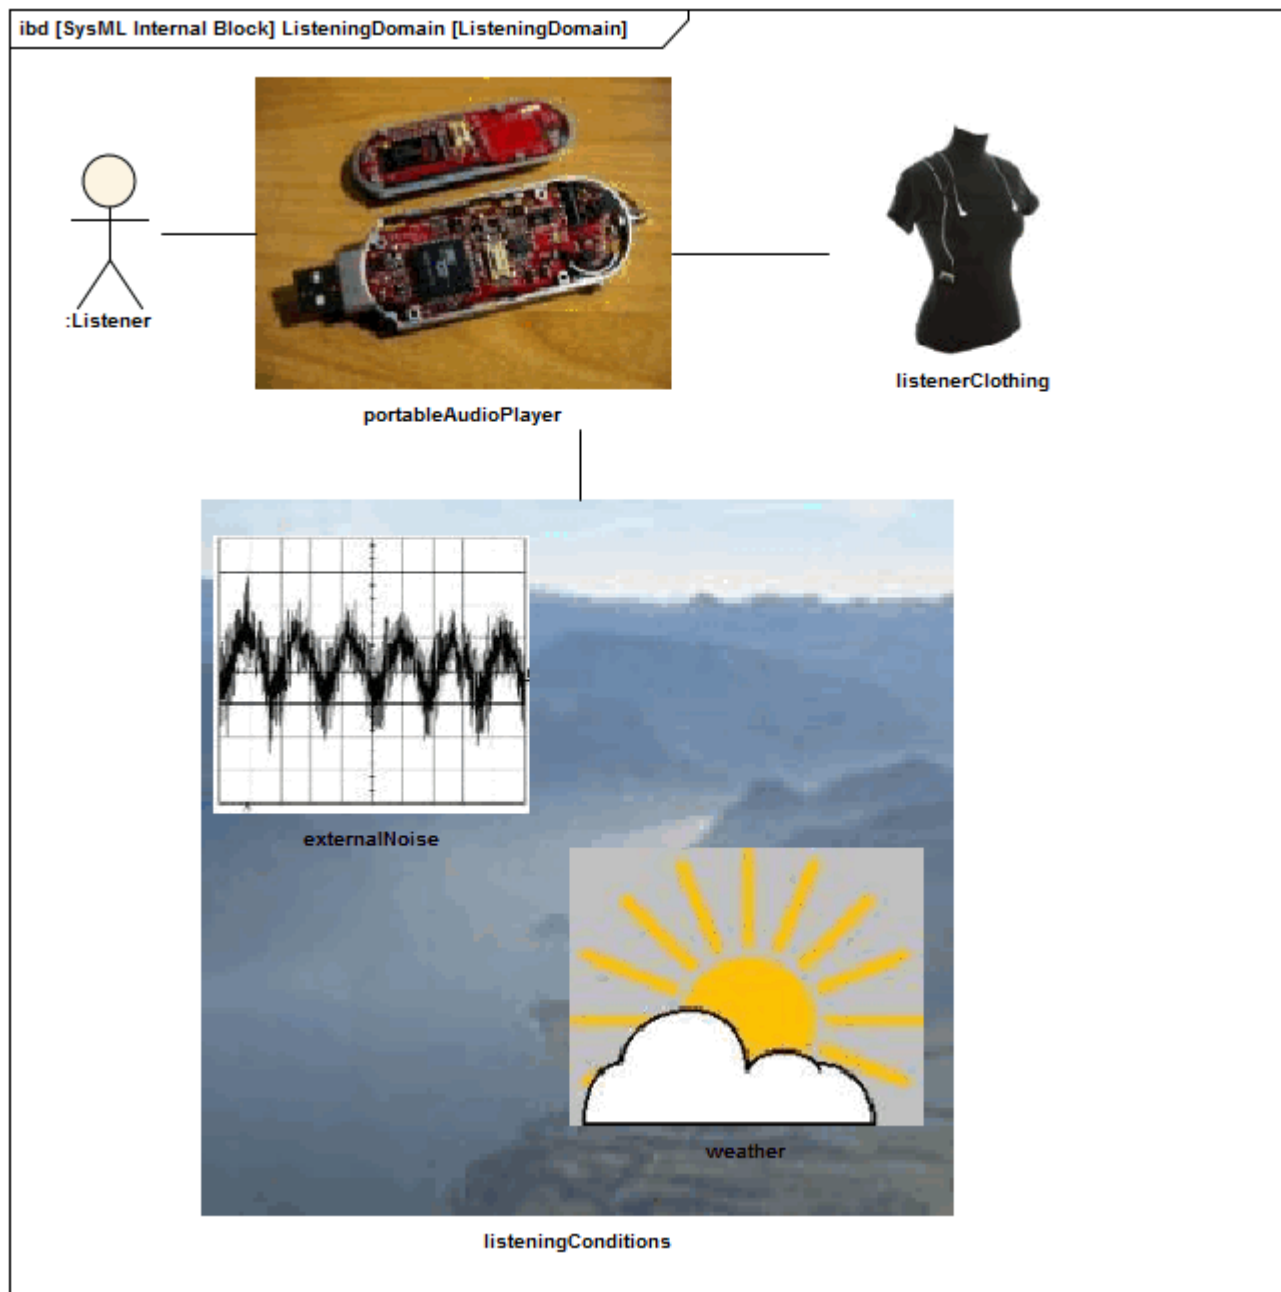 ibd [SysML Internal Block] ListeningDomain [ListeningDomain]
:Listener
portableAudioPlayer
listenerClothing
externalNoise
weather
listeningConditions